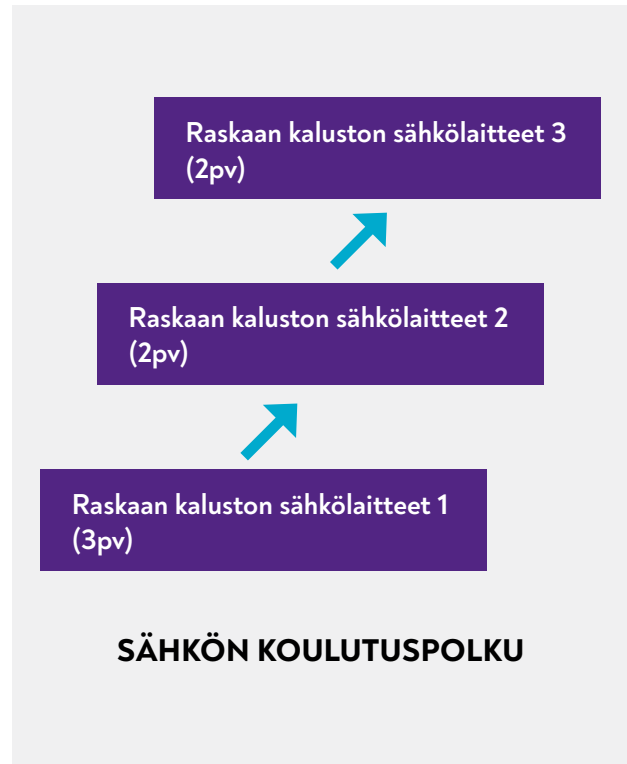 Raskaan kaluston sähkölaitteet 3
(2pv)
Raskaan kaluston sähkölaitteet 2
(2pv)
Raskaan kaluston sähkölaitteet 1
(3pv)
SÄHKÖN KOULUTUSPOLKU